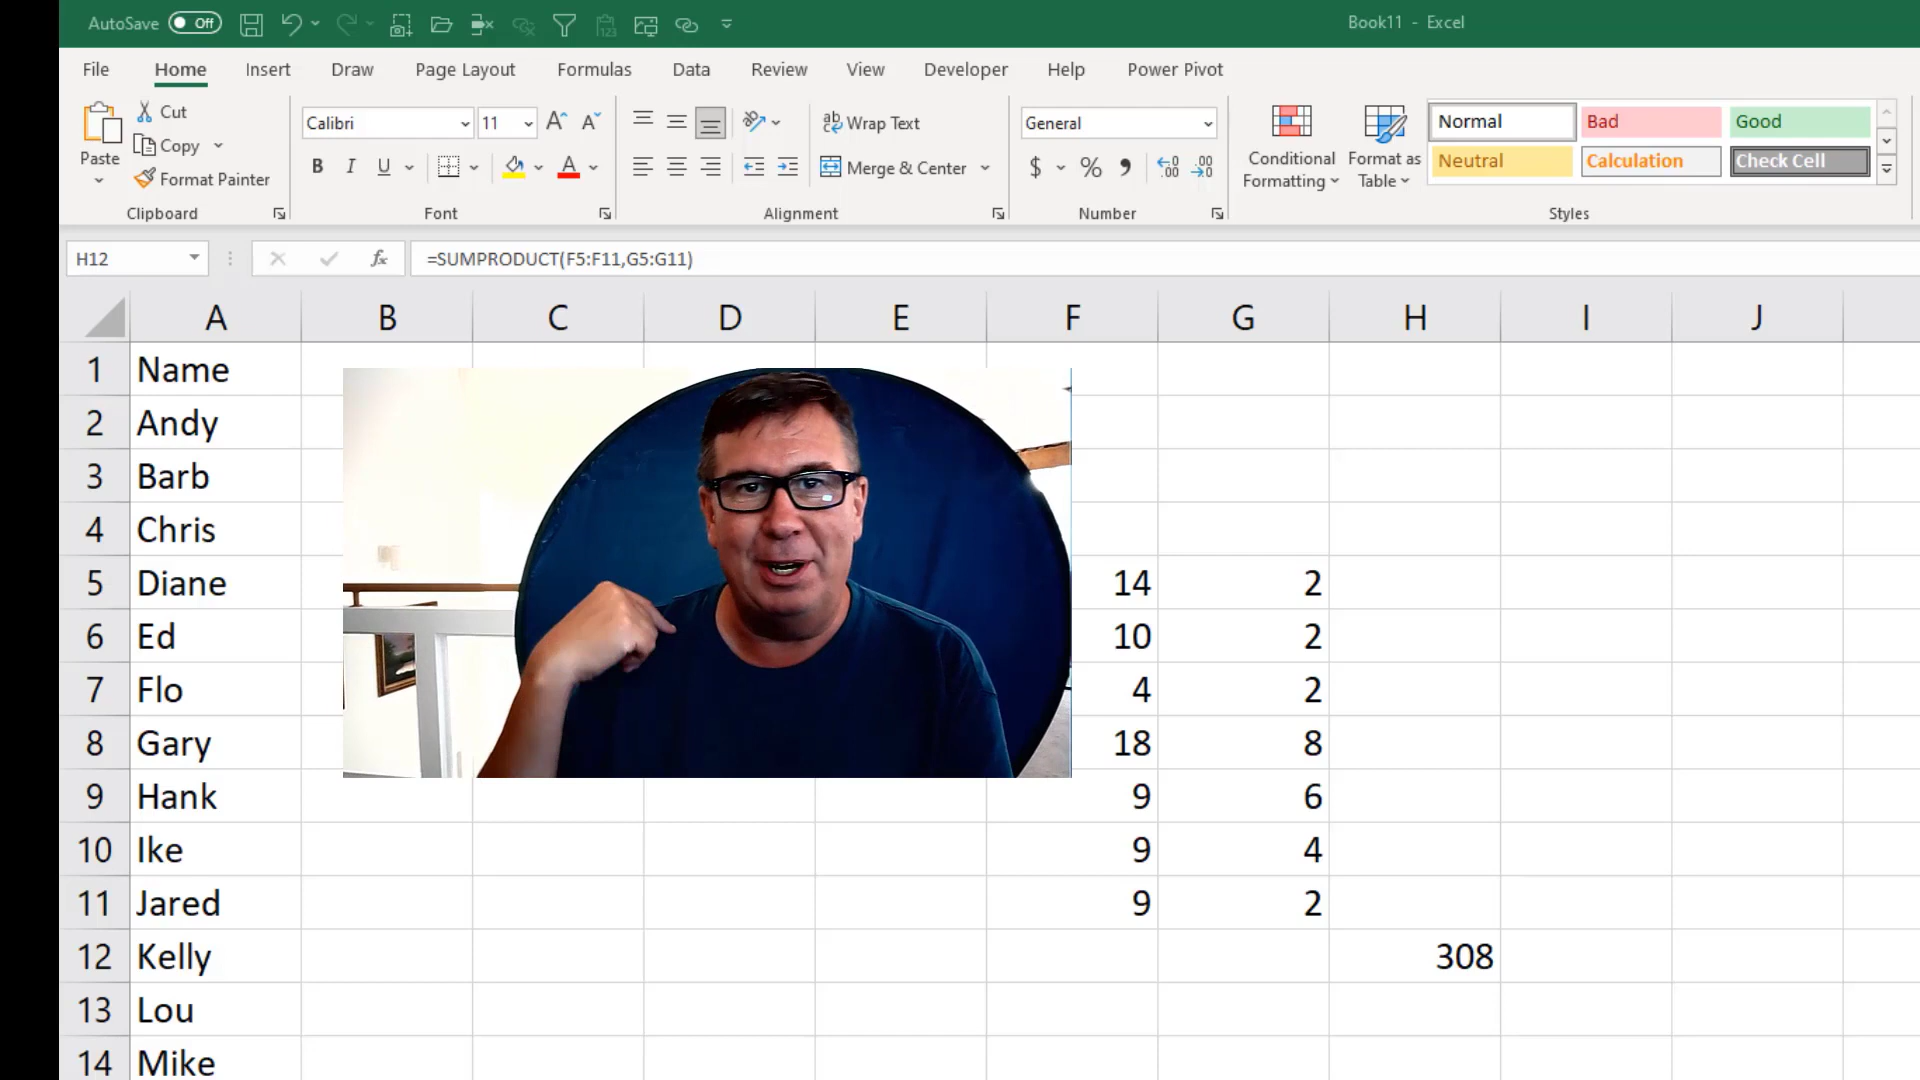 AutoSave Off Book11 - Excel
File Home Insert Draw Page Layout Formulas Data Review View Developer Help Power Pivot
Paste
Cut
Copy
Format Painter
Clipboard
Calibri 11
B I U A
Font
Wrap Text
Merge & Center
Alignment
General
$ %
Number
Conditional Formatting
Format as Table
Normal Bad Good
Neutral Calculation Check Cell
Styles
H12 fx =SUMPRODUCT(F5:F11,G5:G11)
A B C D E F G H I J
1 Name
2 Andy
3 Barb
4 Chris
5 Diane 14 2
6 Ed 10 2
7 Flo 4 2
8 Gary 18 8
9 Hank 9 6
10 Ike 9 4
11 Jared 9 2
12 Kelly 308
13 Lou
14 Mike